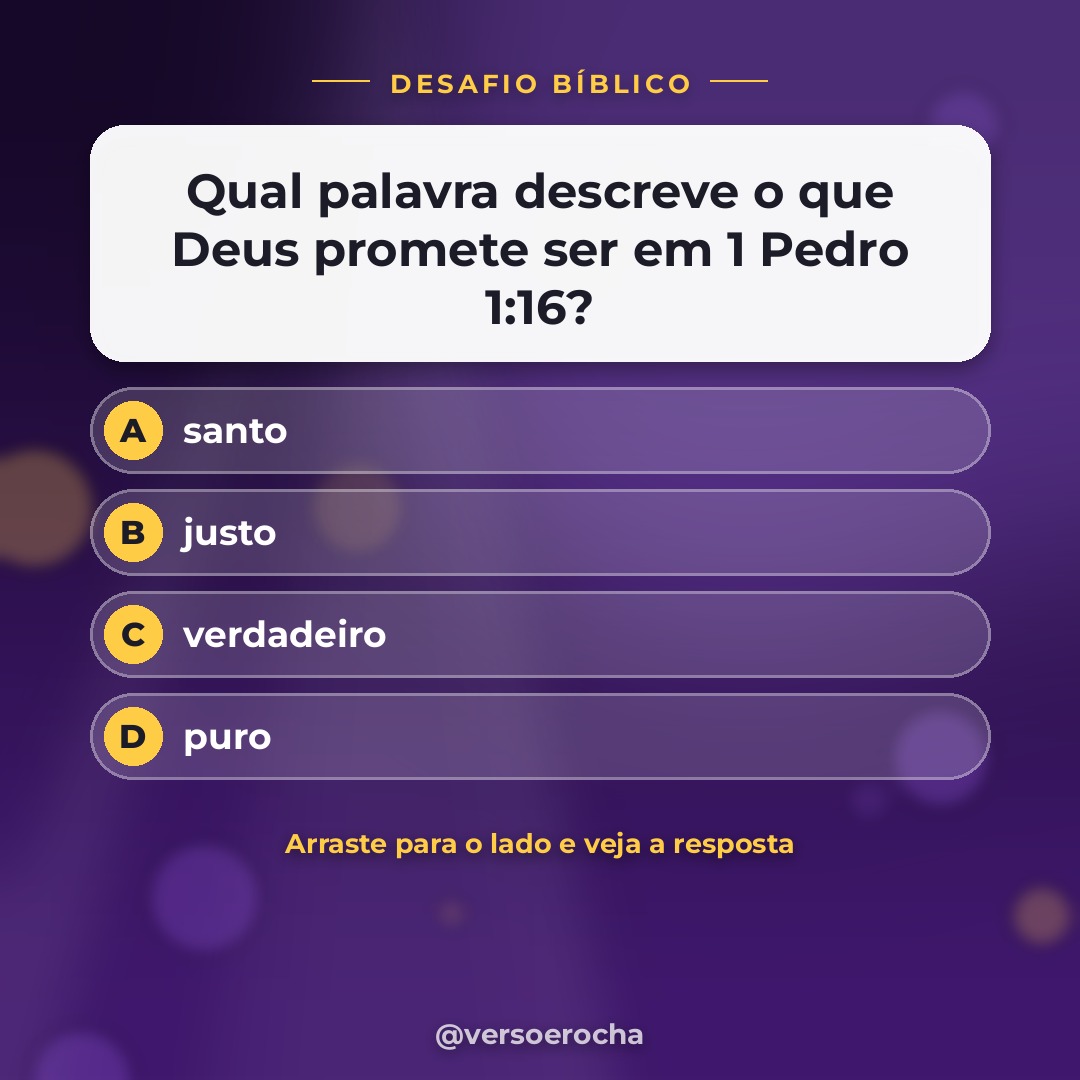 DESAFIO BÍBLICO
Qual palavra descreve o que
Deus promete ser em 1 Pedro
1:16?
A santo
B justo
C verdadeiro
D puro
Arraste para o lado e veja a resposta
@versoerocha